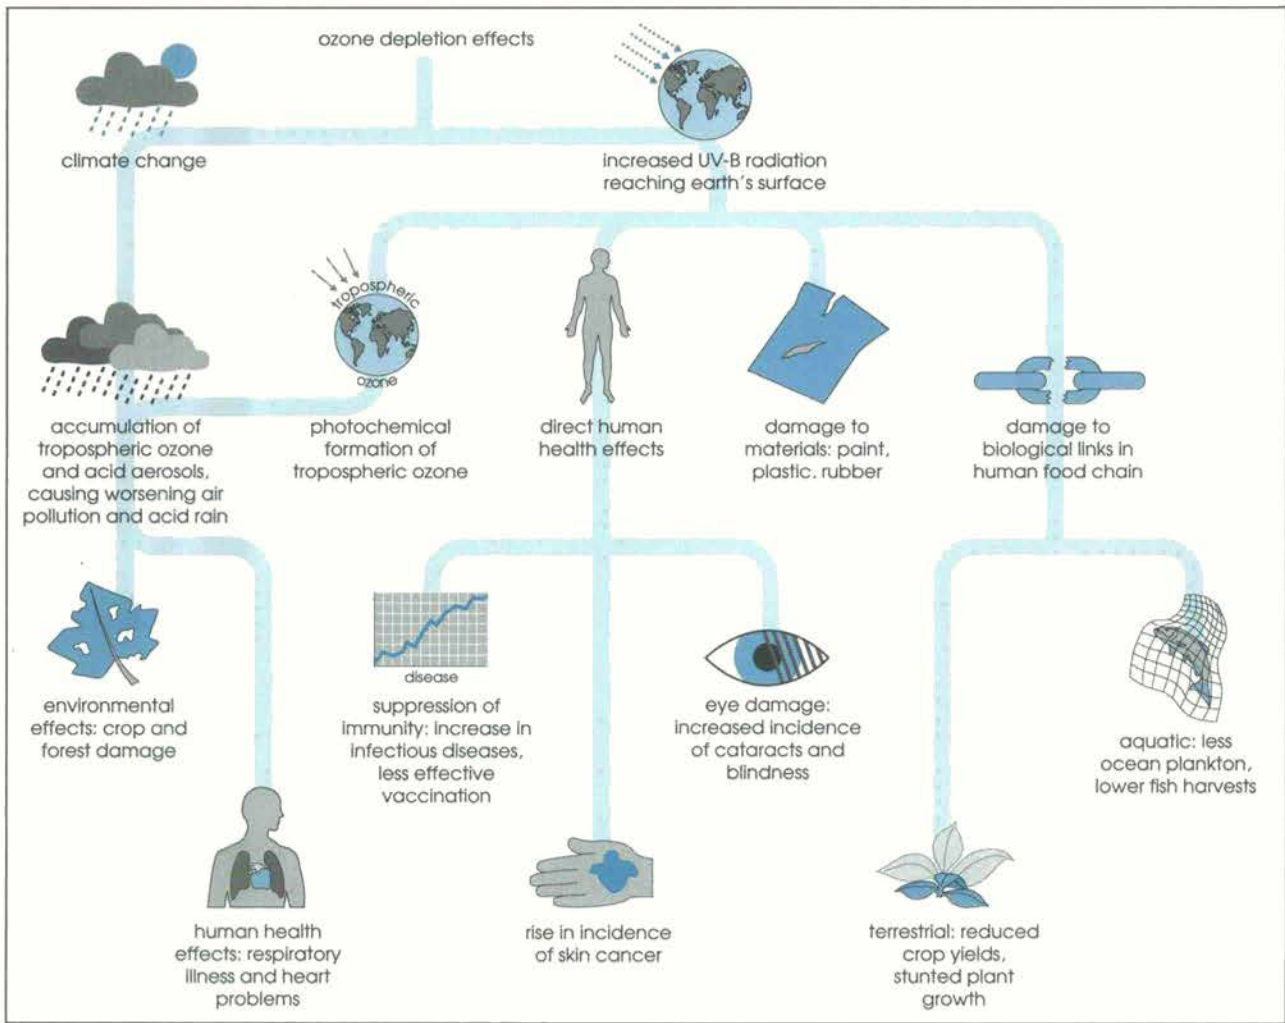 ozone depletion effects
climate change
increased UV-B radiation
reaching earth's surface
tropospheric
ozone
accumulation of
tropospheric ozone
and acid aerosols,
causing worsening air
pollution and acid rain
photochemical
formation of
tropospheric ozone
direct human
health effects
damage to
materials: paint,
plastic, rubber
damage to
biological links in
human food chain
environmental
effects: crop and
forest damage
disease
suppression of
immunity: increase in
infectious diseases,
less effective
vaccination
eye damage:
increased incidence
of cataracts and
blindness
aquatic: less
ocean plankton,
lower fish harvests
human health
effects: respiratory
illness and heart
problems
rise in incidence
of skin cancer
terrestrial: reduced
crop yields,
stunted plant
growth